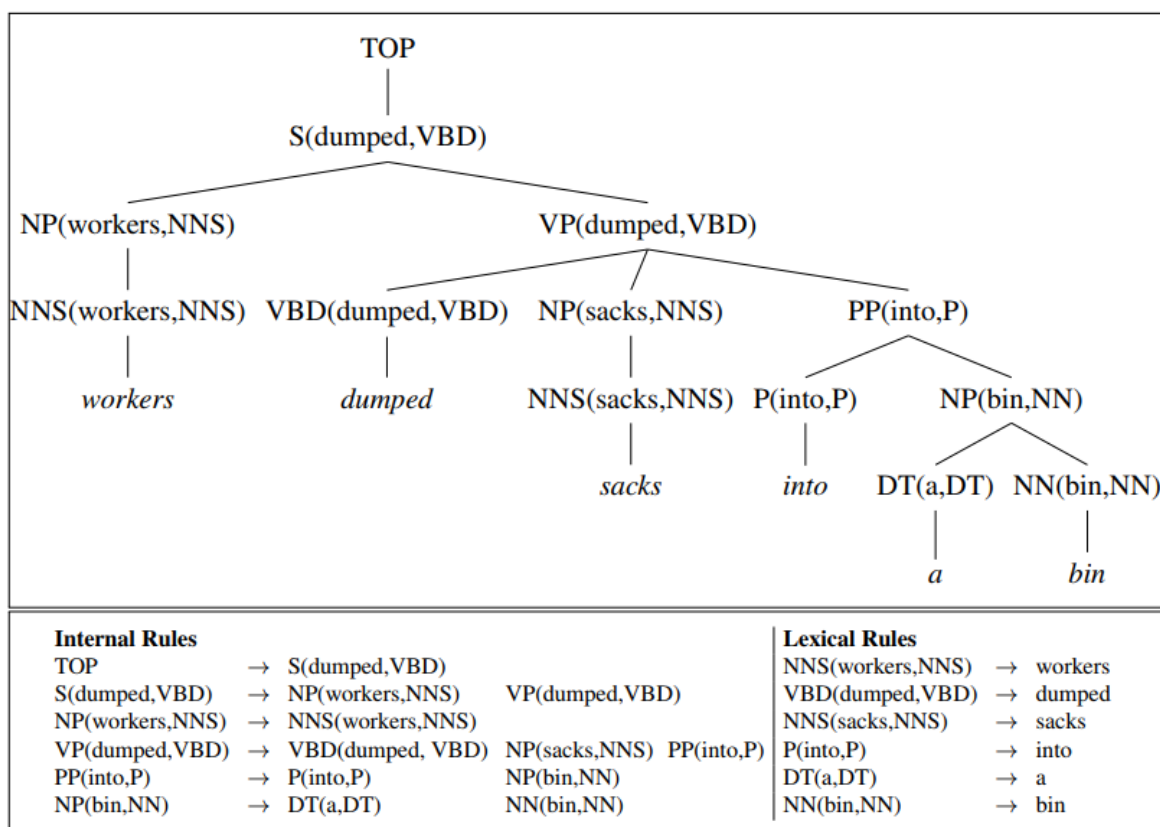 TOP
S(dumped,VBD)
NP(workers,NNS) VP(dumped,VBD)
NNS(workers,NNS) VBD(dumped,VBD) NP(sacks,NNS) PP(into,P)
workers dumped NNS(sacks,NNS) P(into,P) NP(bin,NN)
sacks into DT(a,DT) NN(bin,NN)
a bin
Internal Rules Lexical Rules
TOP → S(dumped,VBD) NNS(workers,NNS) → workers
S(dumped,VBD) → NP(workers,NNS) VP(dumped,VBD) VBD(dumped,VBD) → dumped
NP(workers,NNS) → NNS(workers,NNS) NNS(sacks,NNS) → sacks
VP(dumped,VBD) → VBD(dumped, VBD) NP(sacks,NNS) PP(into,P) P(into,P) → into
PP(into,P) → P(into,P) NP(bin,NN) DT(a,DT) → a
NP(bin,NN) → DT(a,DT) NN(bin,NN) NN(bin,NN) → bin